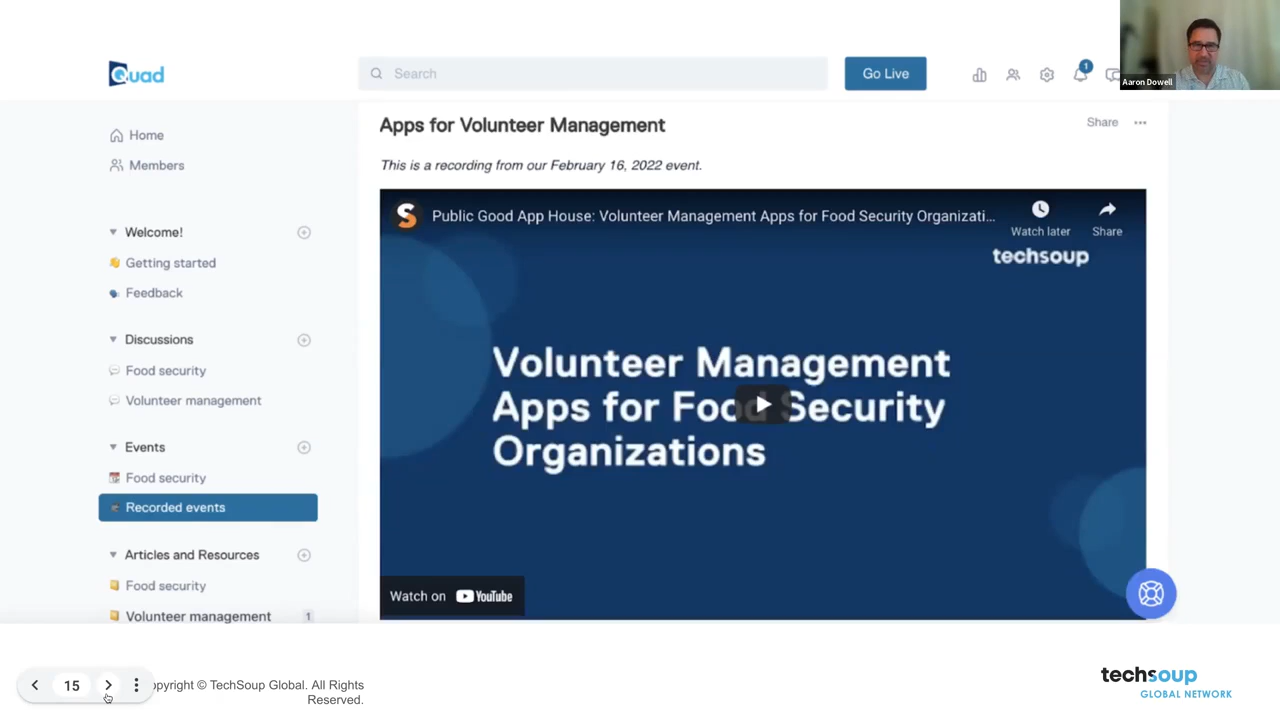 Quad
Search
Go Live
1
Aaron Dowell
Home
Members
Welcome!
Getting started
Feedback
Discussions
Food security
Volunteer management
Events
Food security
Recorded events
Articles and Resources
Food security
Volunteer management 1
Apps for Volunteer Management
Share
This is a recording from our February 16, 2022 event.
Public Good App House: Volunteer Management Apps for Food Security Organizati...
Watch later
Share
techsoup
Volunteer Management
Apps for Food Security
Organizations
Watch on YouTube
15
opyright © TechSoup Global. All Rights
Reserved.
techsoup
GLOBAL NETWORK